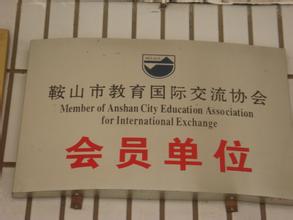 鞍山市教育国际交流协会
Member of Anshan City Education Association
for International Exchange
会员单位